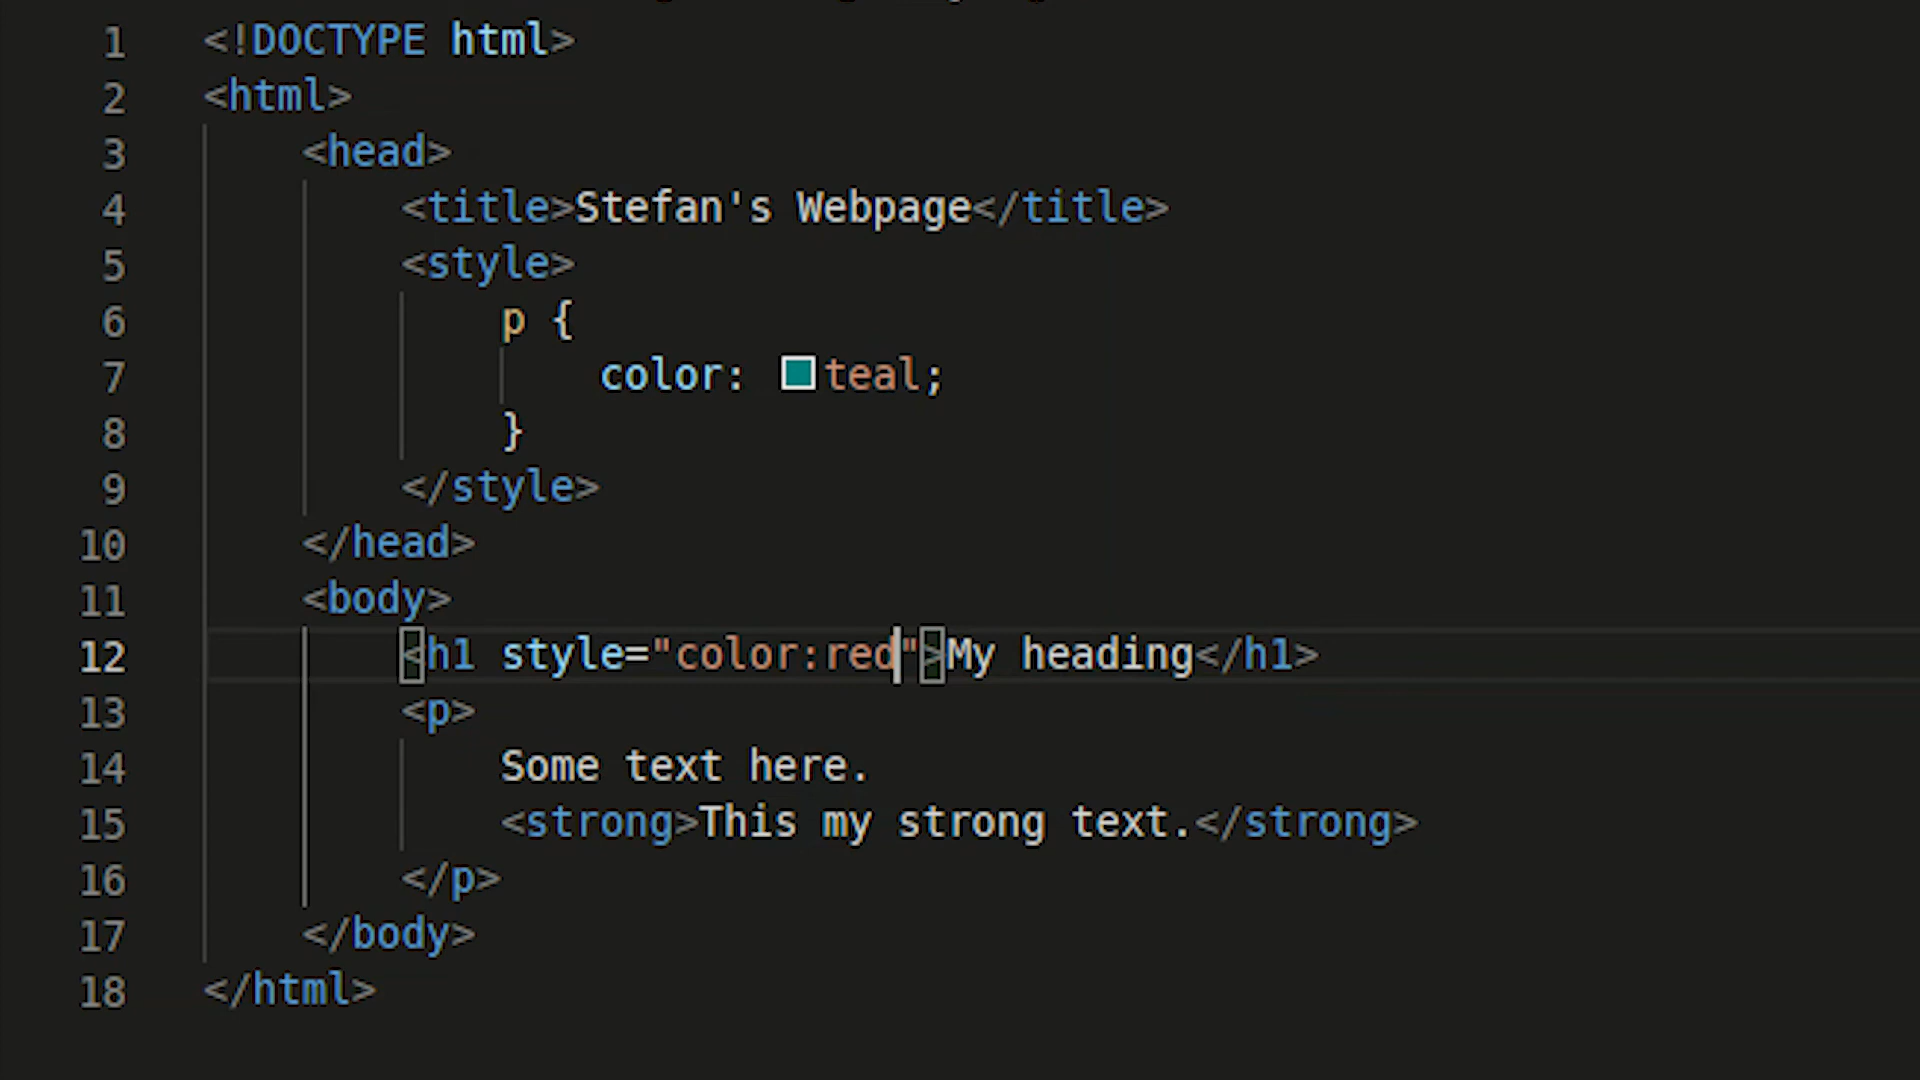 1 <!DOCTYPE html>
2 <html>
3 <head>
4 <title>Stefan's Webpage</title>
5 <style>
6 p {
7 color: teal;
8 }
9 </style>
10 </head>
11 <body>
12 <h1 style="color:red">My heading</h1>
13 <p>
14 Some text here.
15 <strong>This my strong text.</strong>
16 </p>
17 </body>
18 </html>